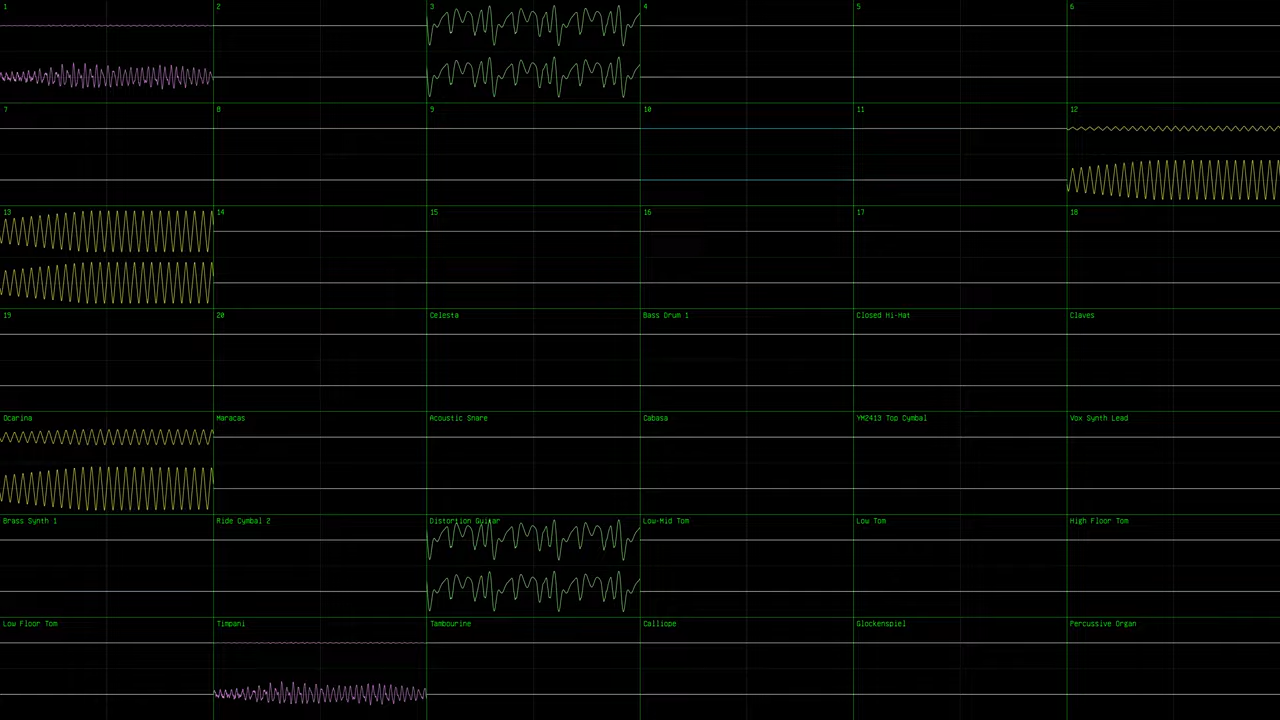 1 2 3 4 5 6
7 8 9 10 11 12
13 14 15 16 17 18
19 20 Celesta Bass Drum 1 Closed Hi-Hat Claves
Ocarina Maracas Acoustic Snare Cabasa YM2413 Top Cymbal Vox Synth Lead
Brass Synth 1 Ride Cymbal 2 Distortion Guitar Low-Mid Tom Low Tom High Floor Tom
Low Floor Tom Timpani Tambourine Calliope Glockenspiel Percussive Organ